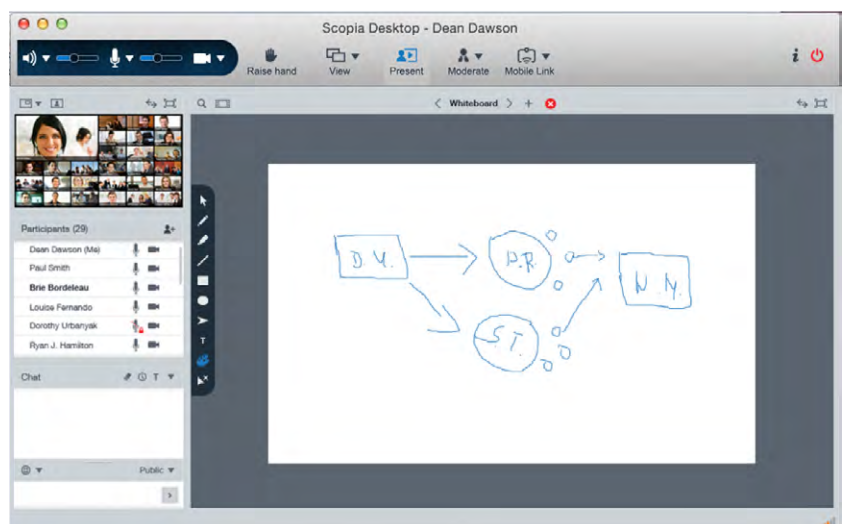 Scopia Desktop - Dean Dawson
Raise hand
View
Present
Moderate
Mobile Link
i
Whiteboard
Participants (29)
Dean Dawson (Me)
Paul Smith
Brie Bordeleau
Louise Fernando
Dorothy Urbanyak
Ryan J. Hamilton
T
Chat
T
Public
D.U.
P.R.
N.M.
S.T.